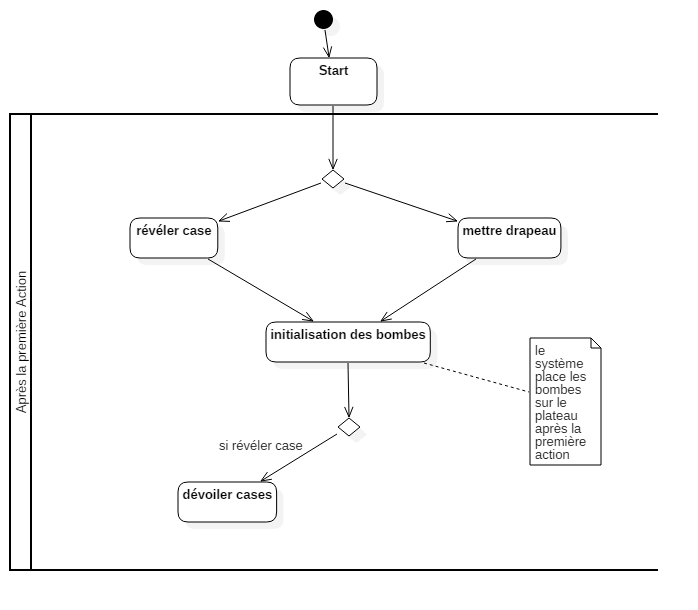 Start
Après la première Action
révéler case
mettre drapeau
initialisation des bombes
le
système
place les
bombes
sur le
plateau
après la
première
action
si révéler case
dévoiler cases